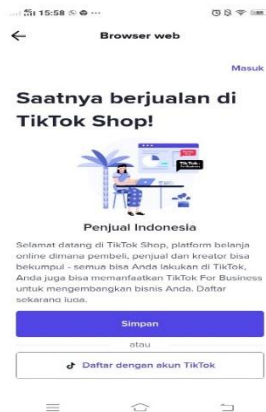 15:58
Browser web
Masuk
Saatnya berjualan di
TikTok Shop!
Penjual Indonesia
Selamat datang di TikTok Shop, platform belanja
online dimana pembeli, penjual dan kreator bisa
bekumpul - semua bisa Anda lakukan di TikTok,
Anda juga bisa memanfaatkan TikTok For Business
untuk mengembangkan bisnis Anda. Daftar
sekarang juga.
Simpan
atau
Daftar dengan akun TikTok